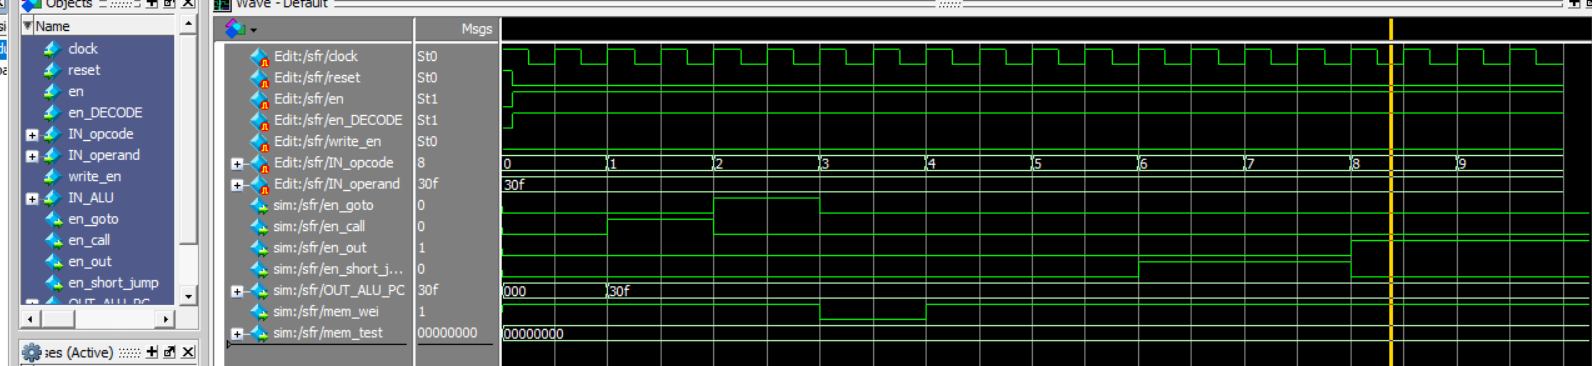 Objects
Name
clock
reset
en
en_DECODE
IN_opcode
IN_operand
write_en
IN_ALU
en_goto
en_call
en_out
en_short_jump
ses (Active)
Wave - Default
Msgs
Edit:/sfr/clock St0
Edit:/sfr/reset St0
Edit:/sfr/en St1
Edit:/sfr/en_DECODE St1
Edit:/sfr/write_en St0
Edit:/sfr/IN_opcode 8 0 1 2 3 4 5 6 7 8 9
Edit:/sfr/IN_operand 30f 30f
sim:/sfr/en_goto 0
sim:/sfr/en_call 0
sim:/sfr/en_out 1
sim:/sfr/en_short_j... 0
sim:/sfr/OUT_ALU_PC 30f 000 30f
sim:/sfr/mem_wei 1
sim:/sfr/mem_test 00000000 00000000